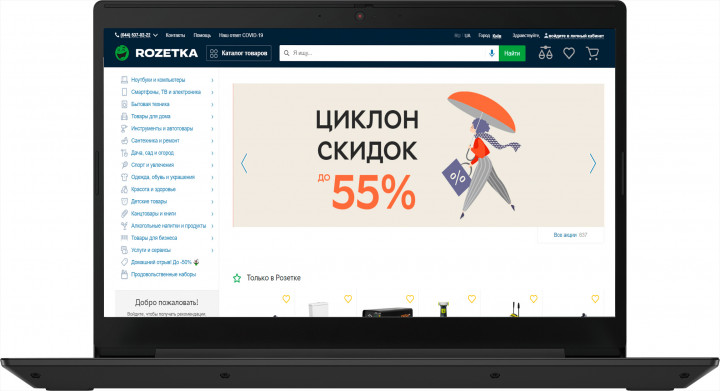 (044) 537-02-22 Контакты Помощь Наш ответ COVID-19 RU UA Город Київ Здравствуйте, войдите в личный кабинет
ROZETKA Каталог товаров Я ищу... Найти
Ноутбуки и компьютеры
Смартфоны, ТВ и электроника
Бытовая техника
Товары для дома
Инструменты и автотовары
Сантехника и ремонт
Дача, сад и огород
Спорт и увлечения
Одежда, обувь и украшения
Красота и здоровье
Детские товары
Канцтовары и книги
Алкогольные напитки и продукты
Товары для бизнеса
Услуги и сервисы
Домашний отрыв! До -50%
Продовольственные наборы
ЦИКЛОН
СКИДОК
ДО 55%
%
Все акции 637
Только в Розетке
Добро пожаловать!
Войдите, чтобы получать рекомендации,